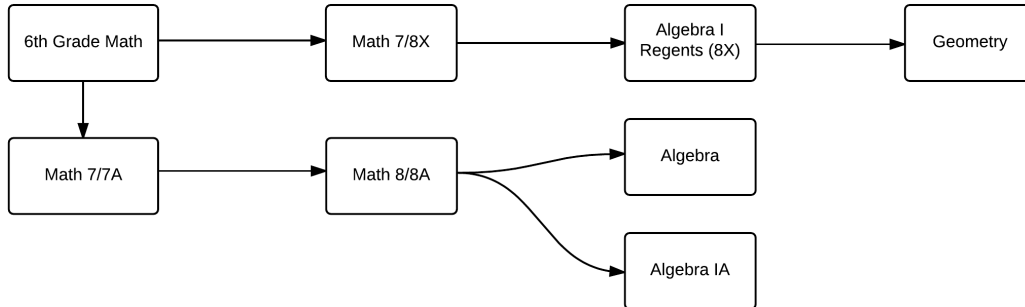 6th Grade Math
Math 7/8X
Algebra I
Regents (8X)
Geometry
Math 7/7A
Math 8/8A
Algebra
Algebra IA